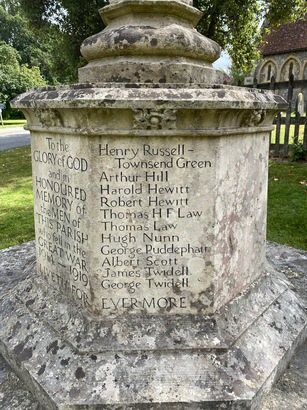 To the
GLORY of GOD
and in
HONOURED
MEMORY of
the MEN of
THIS PARISH
who fell in the
GREAT WAR
1914-1919
LIVETH FOR
Henry Russell-
Townsend Green
Arthur Hill
Harold Hewitt
Robert Hewitt
Thomas H F Law
Thomas Law
Hugh Nunn
George Puddephatt
Albert Scott
James Twidell
George Twidell
EVERMORE